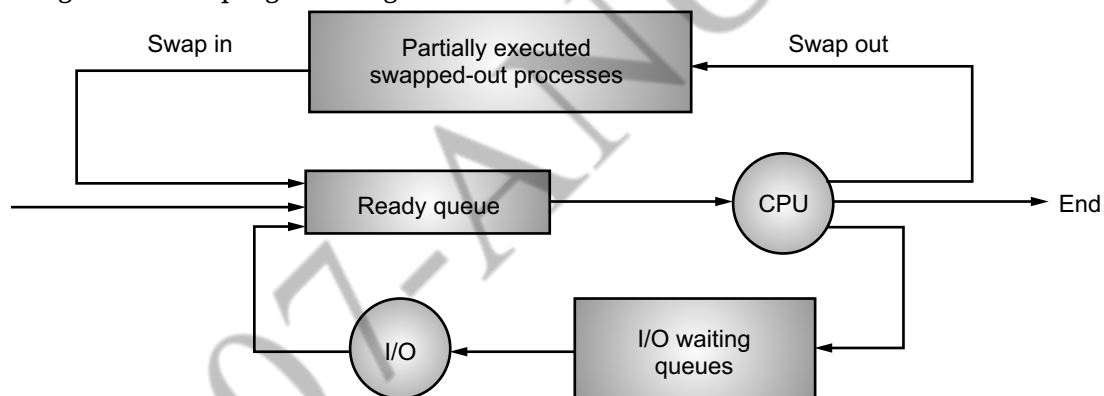 Swap in
Partially executed
swapped-out processes
Swap out
Ready queue
CPU
End
I/O
I/O waiting
queues